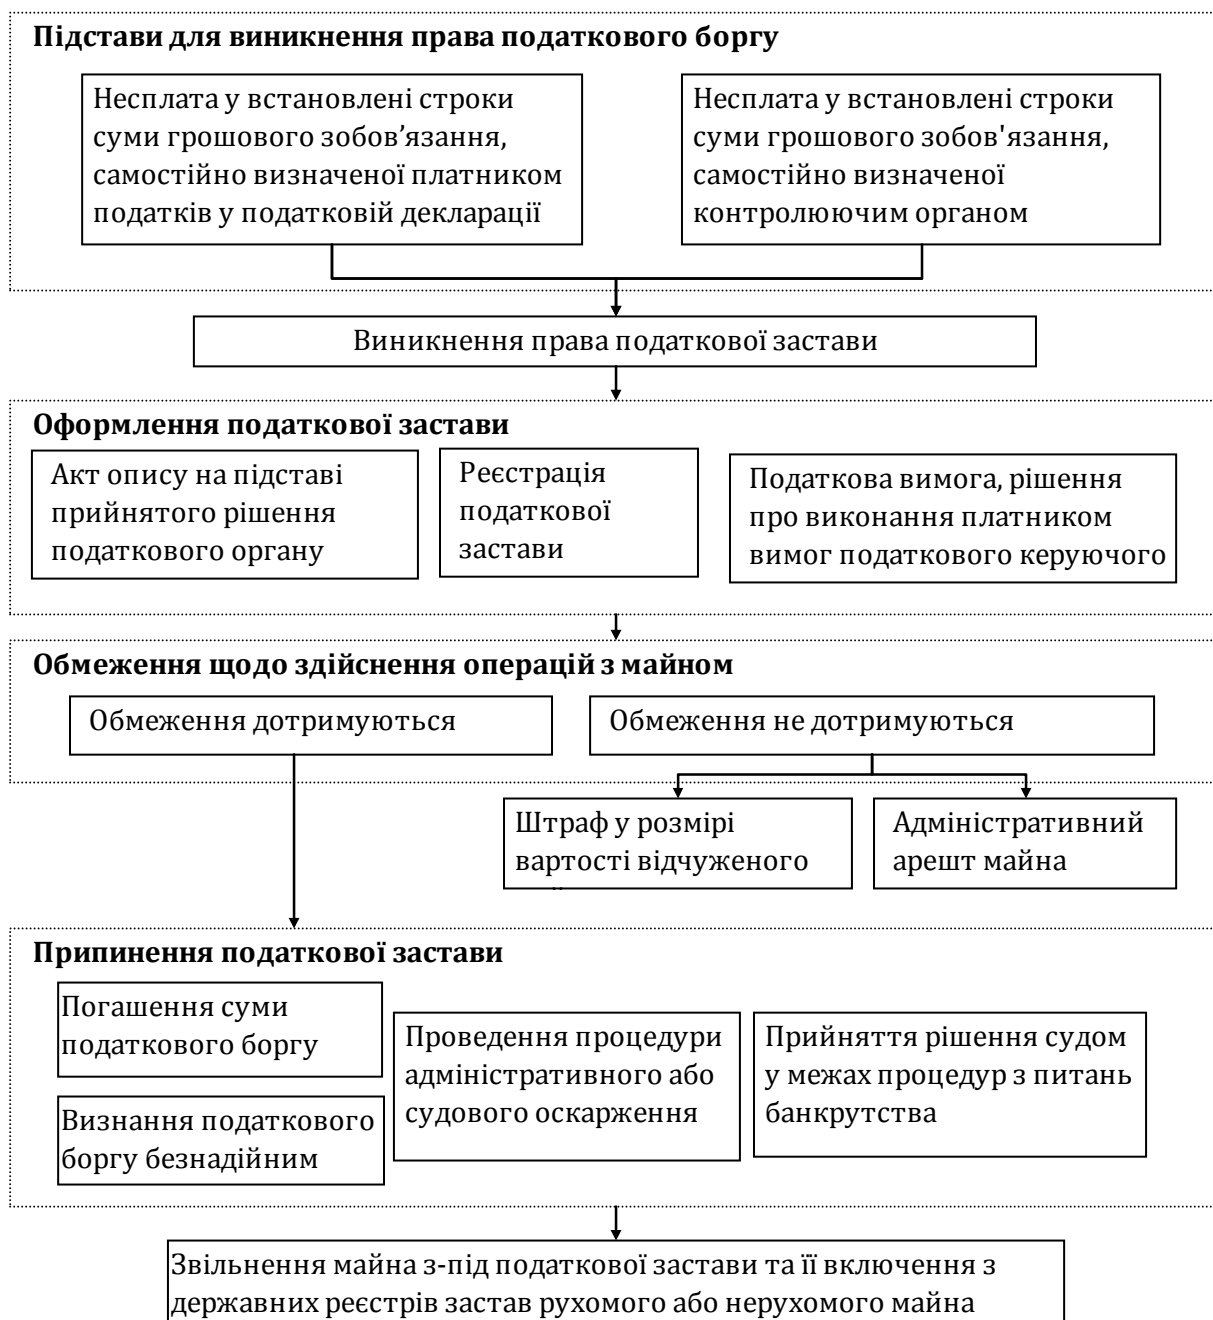 Підстави для виникнення права податкового боргу
Несплата у встановлені строки
суми грошового зобов’язання,
самостійно визначеної платником
податків у податковій декларації
Несплата у встановлені строки
суми грошового зобов'язання,
самостійно визначеної
контролюючим органом
Виникнення права податкової застави
Оформлення податкової застави
Акт опису на підставі
прийнятого рішення
податкового органу
Реєстрація
податкової
застави
Податкова вимога, рішення
про виконання платником
вимог податкового керуючого
Обмеження щодо здійснення операцій з майном
Обмеження дотримуються
Обмеження не дотримуються
Штраф у розмірі
вартості відчуженого
Адміністративний
арешт майна
Припинення податкової застави
Погашення суми
податкового боргу
Визнання податкового
боргу безнадійним
Проведення процедури
адміністративного або
судового оскарження
Прийняття рішення судом
у межах процедур з питань
банкрутства
Звільнення майна з-під податкової застави та її включення з
державних реєстрів застав рухомого або нерухомого майна